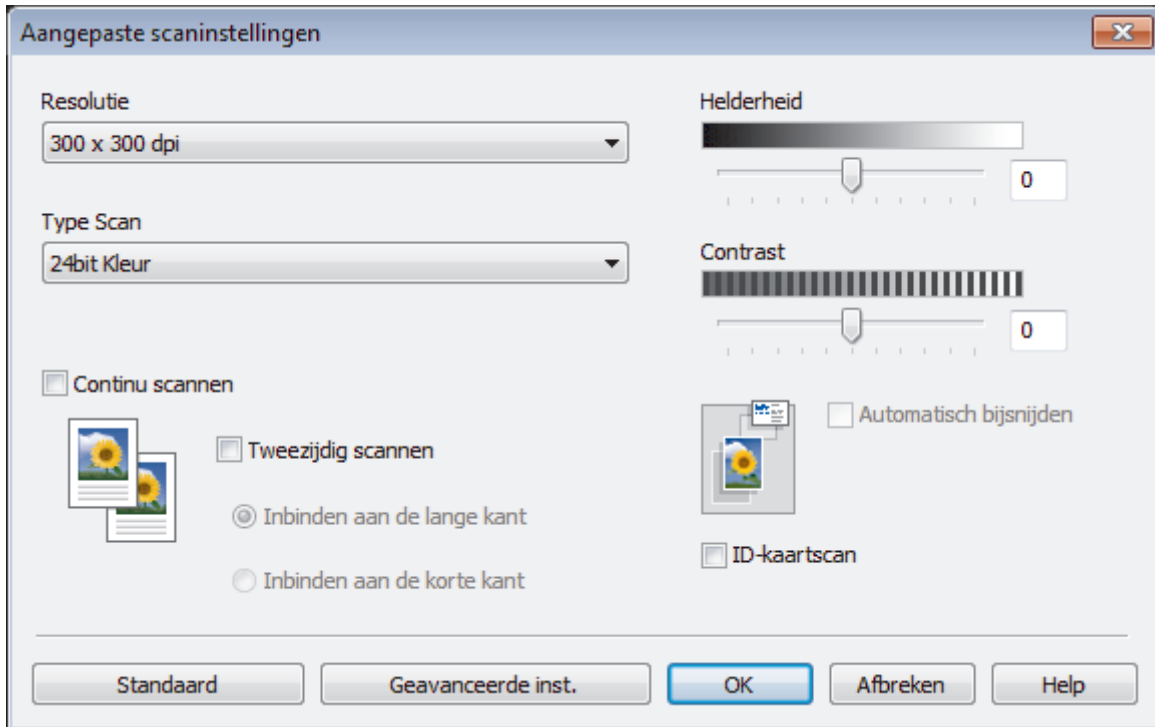 Aangepaste scaninstellingen
Resolutie
300 x 300 dpi
Type Scan
24bit Kleur
Continu scannen
Tweezijdig scannen
Inbinden aan de lange kant
Inbinden aan de korte kant
Helderheid
0
Contrast
0
Automatisch bijsnijden
ID-kaartscan
Standaard
Geavanceerde inst.
OK
Afbreken
Help